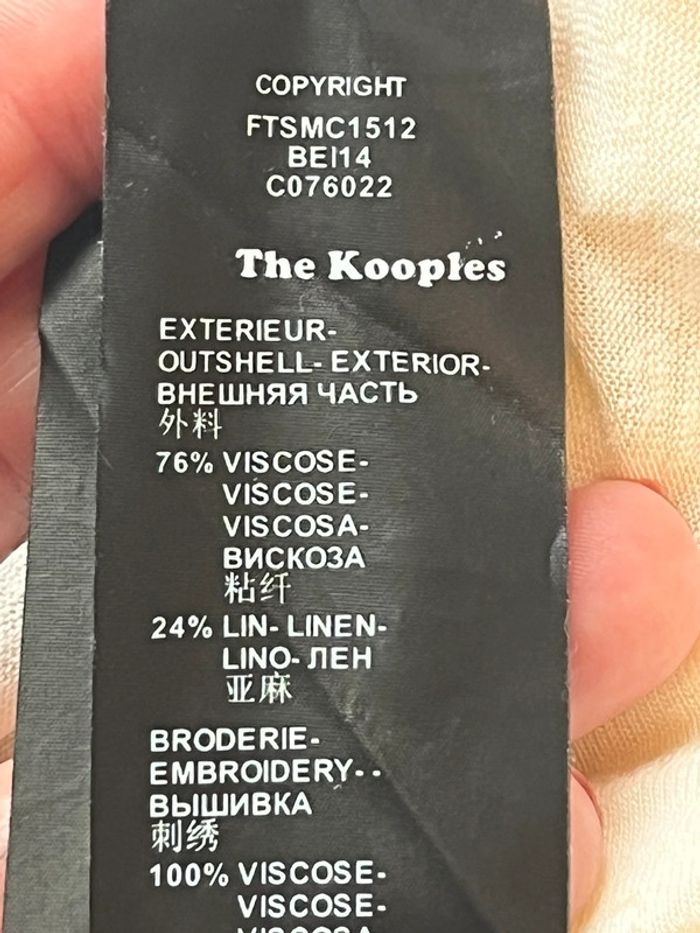 COPYRIGHT
FTSMC1512
BEI14
C076022
The Kooples
EXTERIEUR-
OUTSHELL- EXTERIOR-
ВНЕШНЯЯ ЧАСТЬ
外料
76% VISCOSE-
VISCOSE-
VISCOSA-
ВИСКОЗА
粘纤
24% LIN- LINEN-
LINO- ЛЕН
亚麻
BRODERIE-
EMBROIDERY- -
ВЫШИВКА
刺绣
100% VISCOSE-
VISCOSE-